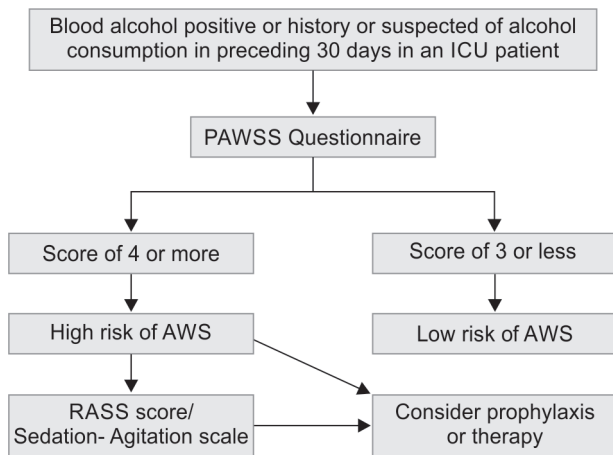 Blood alcohol positive or history or suspected of alcohol
consumption in preceding 30 days in an ICU patient
PAWSS Questionnaire
Score of 4 or more
Score of 3 or less
High risk of AWS
Low risk of AWS
RASS score/
Sedation- Agitation scale
Consider prophylaxis
or therapy